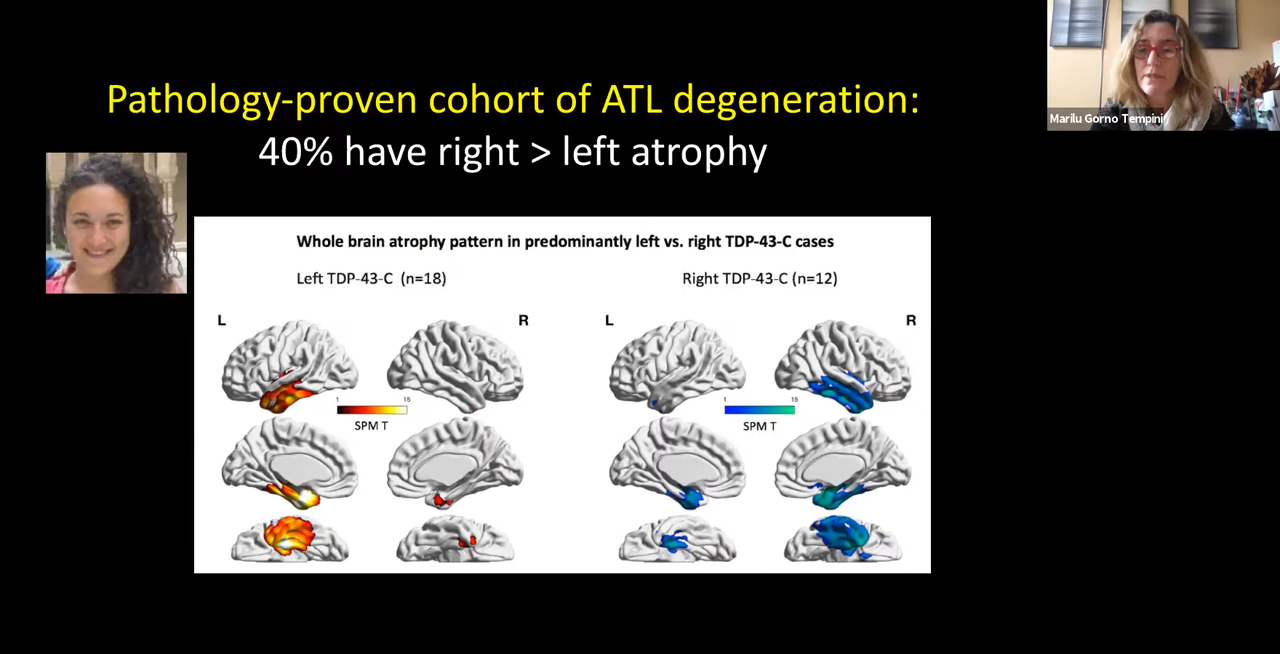 Pathology-proven cohort of ATL degeneration:
40% have right > left atrophy
Marilu Gorno Tempini
Whole brain atrophy pattern in predominantly left vs. right TDP-43-C cases
Left TDP-43-C (n=18)
Right TDP-43-C (n=12)
L
R
L
R
1
15
SPM T
1
15
SPM T